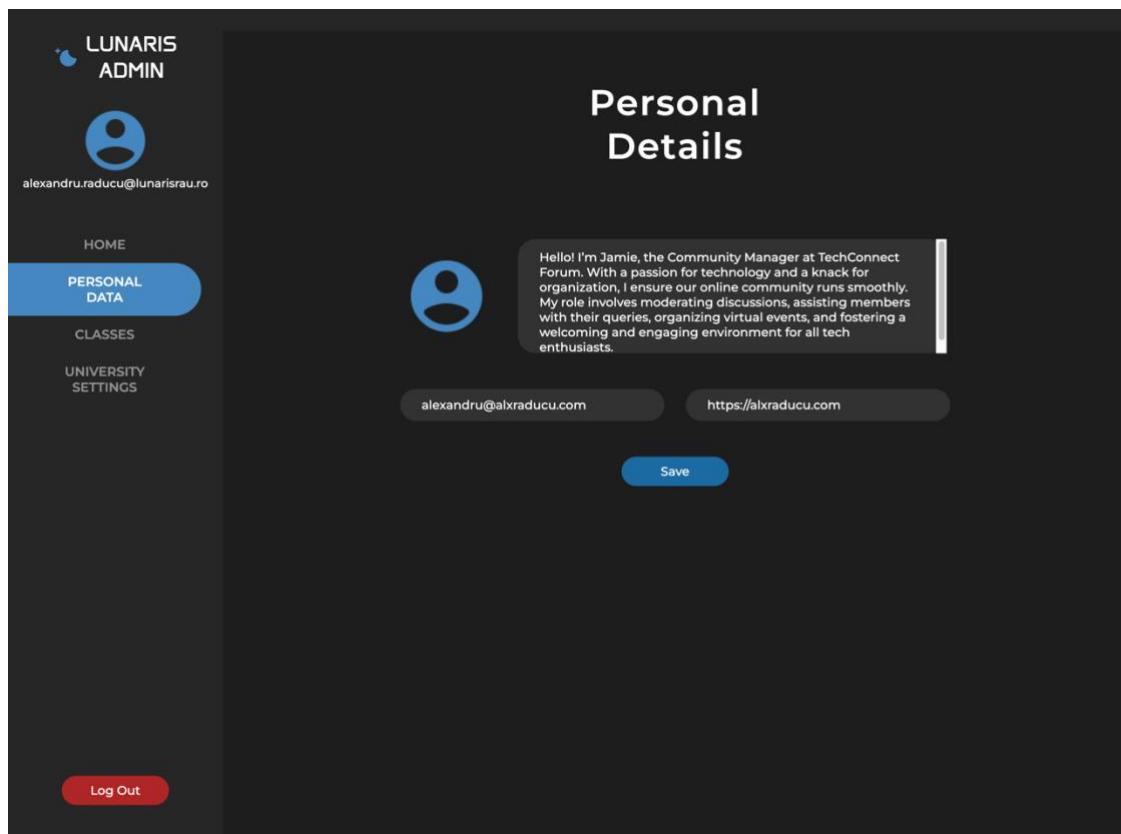 LUNARIS
ADMIN
alexandru.raducu@lunarisrau.ro
HOME
PERSONAL
DATA
CLASSES
UNIVERSITY
SETTINGS
Log Out
Personal
Details
Hello! I'm Jamie, the Community Manager at TechConnect
Forum. With a passion for technology and a knack for
organization, I ensure our online community runs smoothly.
My role involves moderating discussions, assisting members
with their queries, organizing virtual events, and fostering a
welcoming and engaging environment for all tech
enthusiasts.
alexandru@alxraducu.com
https://alxraducu.com
Save